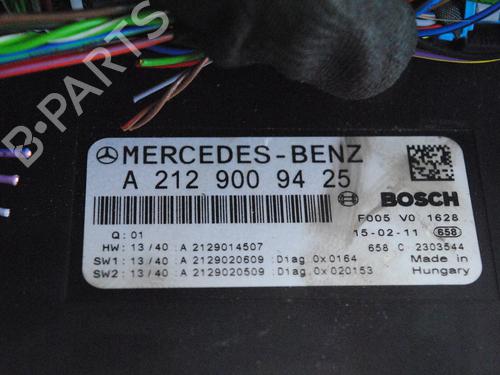 B-PARTS
MERCEDES-BENZ
A 212 900 94 25
BOSCH
Q: 01
F005 V0 1628
15-02-11 658
HW: 13/40 : A 2129014507
658 C 2303544
SW1: 13/40 : A 2129020609 : Diag.0x0164
Made in
SW2: 13/40 : A 2129020509 : Diag.0x020153
Hungary